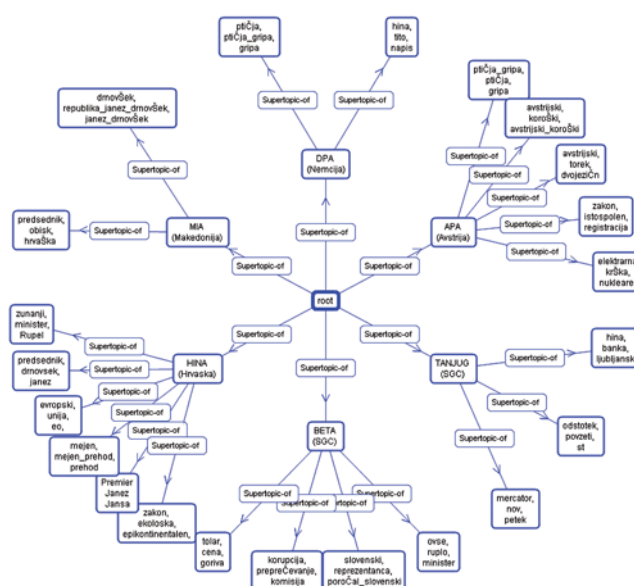 ptiČja,
ptiČja_gripa,
gripa
hina,
tito,
napis
Supertopic-of
Supertopic-of
DPA
(Nemcija)
Supertopic-of
drnovŠek,
republika_janez_drnovŠek,
janez_drnovŠek
Supertopic-of
predsednik,
obisk,
hrvaŠka
Supertopic-of
MIA
(Makedonija)
Supertopic-of
ptiČja_gripa,
ptiČja,
gripa
avstrijski,
koroŠki,
avstrijski_koroŠki
Supertopic-of
Supertopic-of
avstrijski,
torek,
dvojeziČn
Supertopic-of
zakon,
istospolen,
registracija
Supertopic-of
elektrarna
krŠka,
nukleare
Supertopic-of
APA
(Avstrija)
Supertopic-of
root
zunanji,
minister,
Rupel
Supertopic-of
predsednik,
drnovsek,
janez
Supertopic-of
evropski,
unija,
eo,
Supertopic-of
mejen,
mejen_prehod,
prehod
Supertopic-of
Premier
Janez
Jansa
Supertopic-of
zakon,
ekoloska,
epikontinentalen,
Supertopic-of
HINA
(Hrvaska)
Supertopic-of
Supertopic-of
BETA
(SGC)
Supertopic-of
Supertopic-of
tolar,
cena,
goriva
korupcija,
prepreČevanje,
komisija
slovenski,
reprezentanca,
poroČal_slovenski
ovse,
ruplo,
minister
Supertopic-of
TANJUG
(SGC)
Supertopic-of
hina,
banka,
ljubljansk
Supertopic-of
odstotek,
povzeti,
st
Supertopic-of
mercator,
nov,
petek